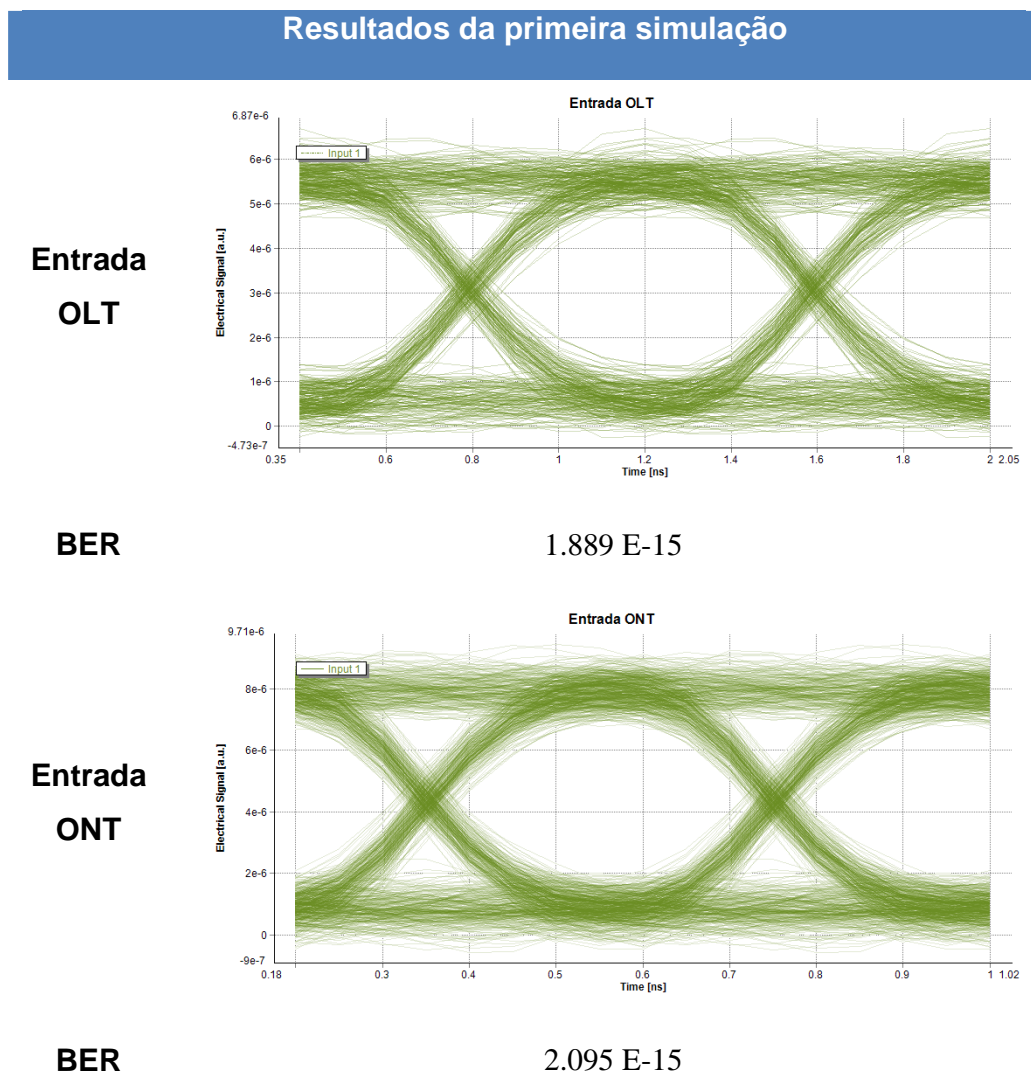 Resultados da primeira simulação
Entrada OLT
Entrada OLT
6.87e-6
6e-6
5e-6
4e-6
3e-6
2e-6
1e-6
0
-4.73e-7
Electrical Signal [a.u.]
Input 1
0.35 0.6 0.8 1 1.2 1.4 1.6 1.8 2 2.05
Time [ns]
BER 1.889 E-15
Entrada ONT
Entrada ONT
9.71e-6
8e-6
6e-6
4e-6
2e-6
0
-9e-7
Electrical Signal [a.u.]
Input 1
0.18 0.3 0.4 0.5 0.6 0.7 0.8 0.9 1 1.02
Time [ns]
BER 2.095 E-15